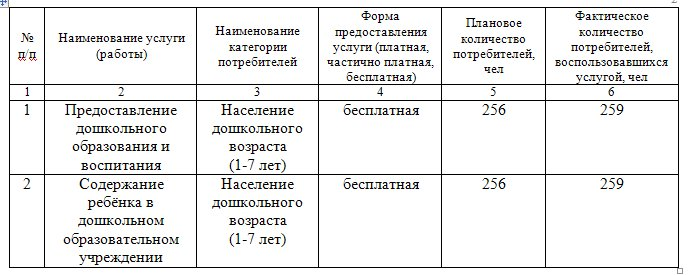 №
п/п
Наименование услуги
(работы)
Наименование
категории
потребителей
Форма
предоставления
услуги (платная,
частично платная,
бесплатная)
Плановое
количество
потребителей,
чел
Фактическое
количество
потребителей,
воспользовавшихся
услугой, чел
1
2
3
4
5
6
1
Предоставление
дошкольного
образования и
воспитания
Население
дошкольного
возраста
(1-7 лет)
бесплатная
256
259
2
Содержание
ребёнка в
дошкольном
образовательном
учреждении
Население
дошкольного
возраста
(1-7 лет)
бесплатная
256
259